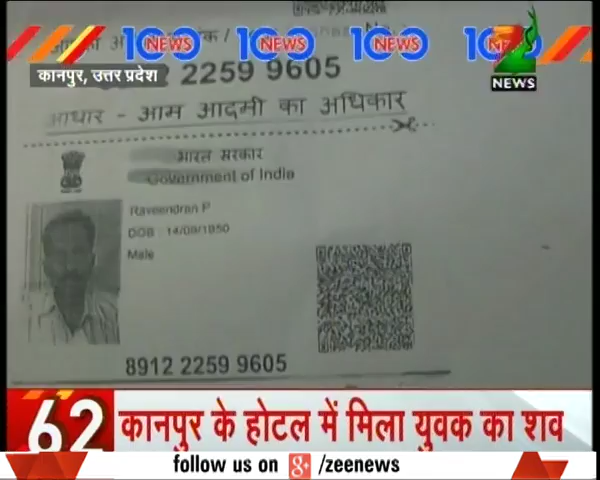 100 NEWS 100 NEWS 100 NEWS 100
NEWS
कानपुर, उत्तर प्रदेश
2259 9605
आधार - आम आदमी का अधिकार
भारत सरकार
Government of India
Raveendran P
DOB : 14/09/1950
Male
8912 2259 9605
62 कानपुर के होटल में मिला युवक का शव
follow us on g+ /zeenews